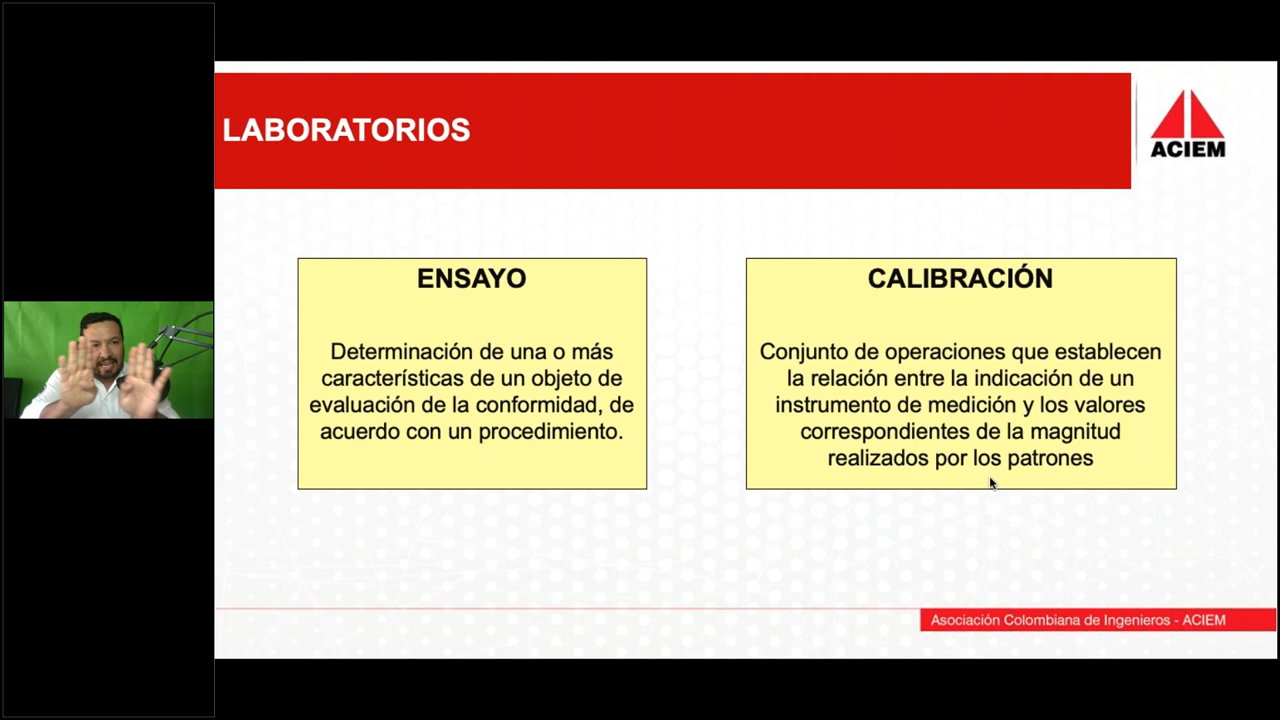 LABORATORIOS
ACIEM
ENSAYO
Determinación de una o más
características de un objeto de
evaluación de la conformidad, de
acuerdo con un procedimiento.
CALIBRACIÓN
Conjunto de operaciones que establecen
la relación entre la indicación de un
instrumento de medición y los valores
correspondientes de la magnitud
realizados por los patrones
Asociación Colombiana de Ingenieros - ACIEM